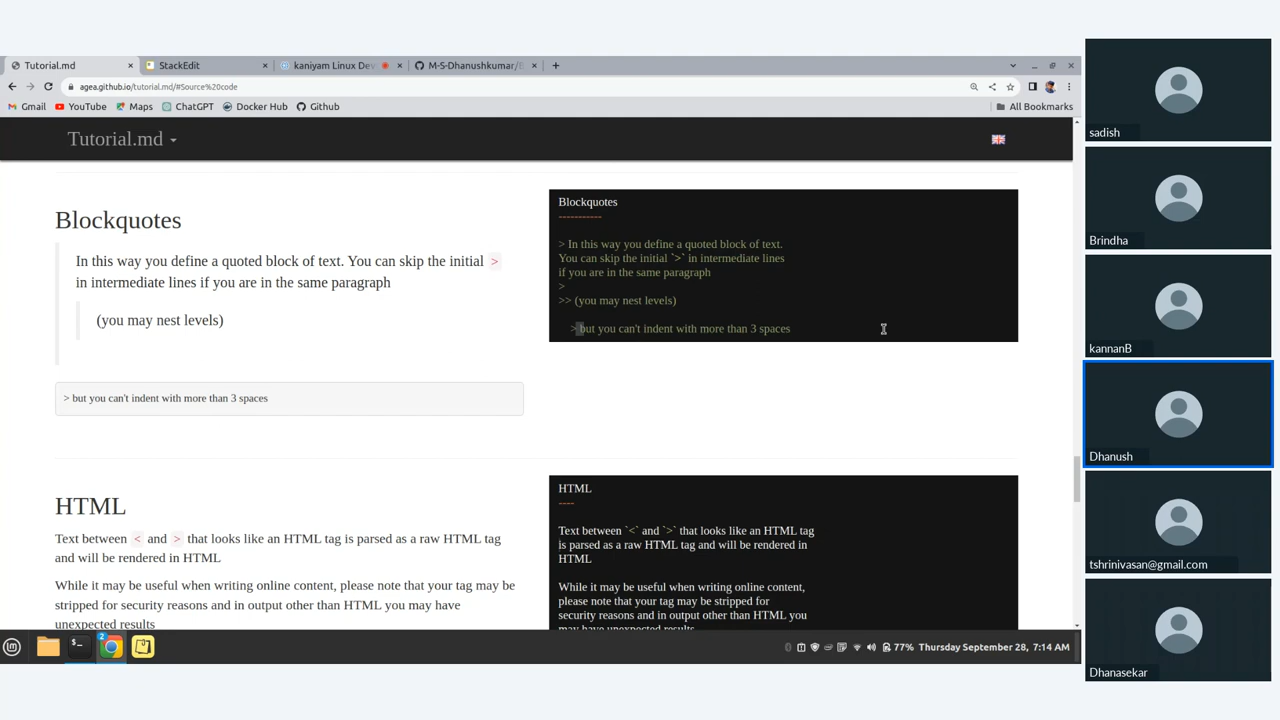 Tutorial.md
StackEdit
kaniyam Linux Dev
M-S-Dhanushkumar/B
agea.github.io/tutorial.md/#Source%20code
Gmail YouTube Maps ChatGPT Docker Hub Github All Bookmarks
Tutorial.md
Blockquotes
In this way you define a quoted block of text. You can skip the initial >
in intermediate lines if you are in the same paragraph
(you may nest levels)
> but you can't indent with more than 3 spaces
Blockquotes
-----------
> In this way you define a quoted block of text.
You can skip the initial `>` in intermediate lines
if you are in the same paragraph
>
>> (you may nest levels)
> but you can't indent with more than 3 spaces
HTML
Text between < and > that looks like an HTML tag is parsed as a raw HTML tag
and will be rendered in HTML
While it may be useful when writing online content, please note that your tag may be
stripped for security reasons and in output other than HTML you may have
unexpected results
HTML
----
Text between `<` and `>` that looks like an HTML tag
is parsed as a raw HTML tag and will be rendered in
HTML
While it may be useful when writing online content,
please note that your tag may be stripped for
security reasons and in output other than HTML you
may have unexpected results
2
77% Thursday September 28, 7:14 AM
sadish
Brindha
kannanB
Dhanush
tshrinivasan@gmail.com
Dhanasekar